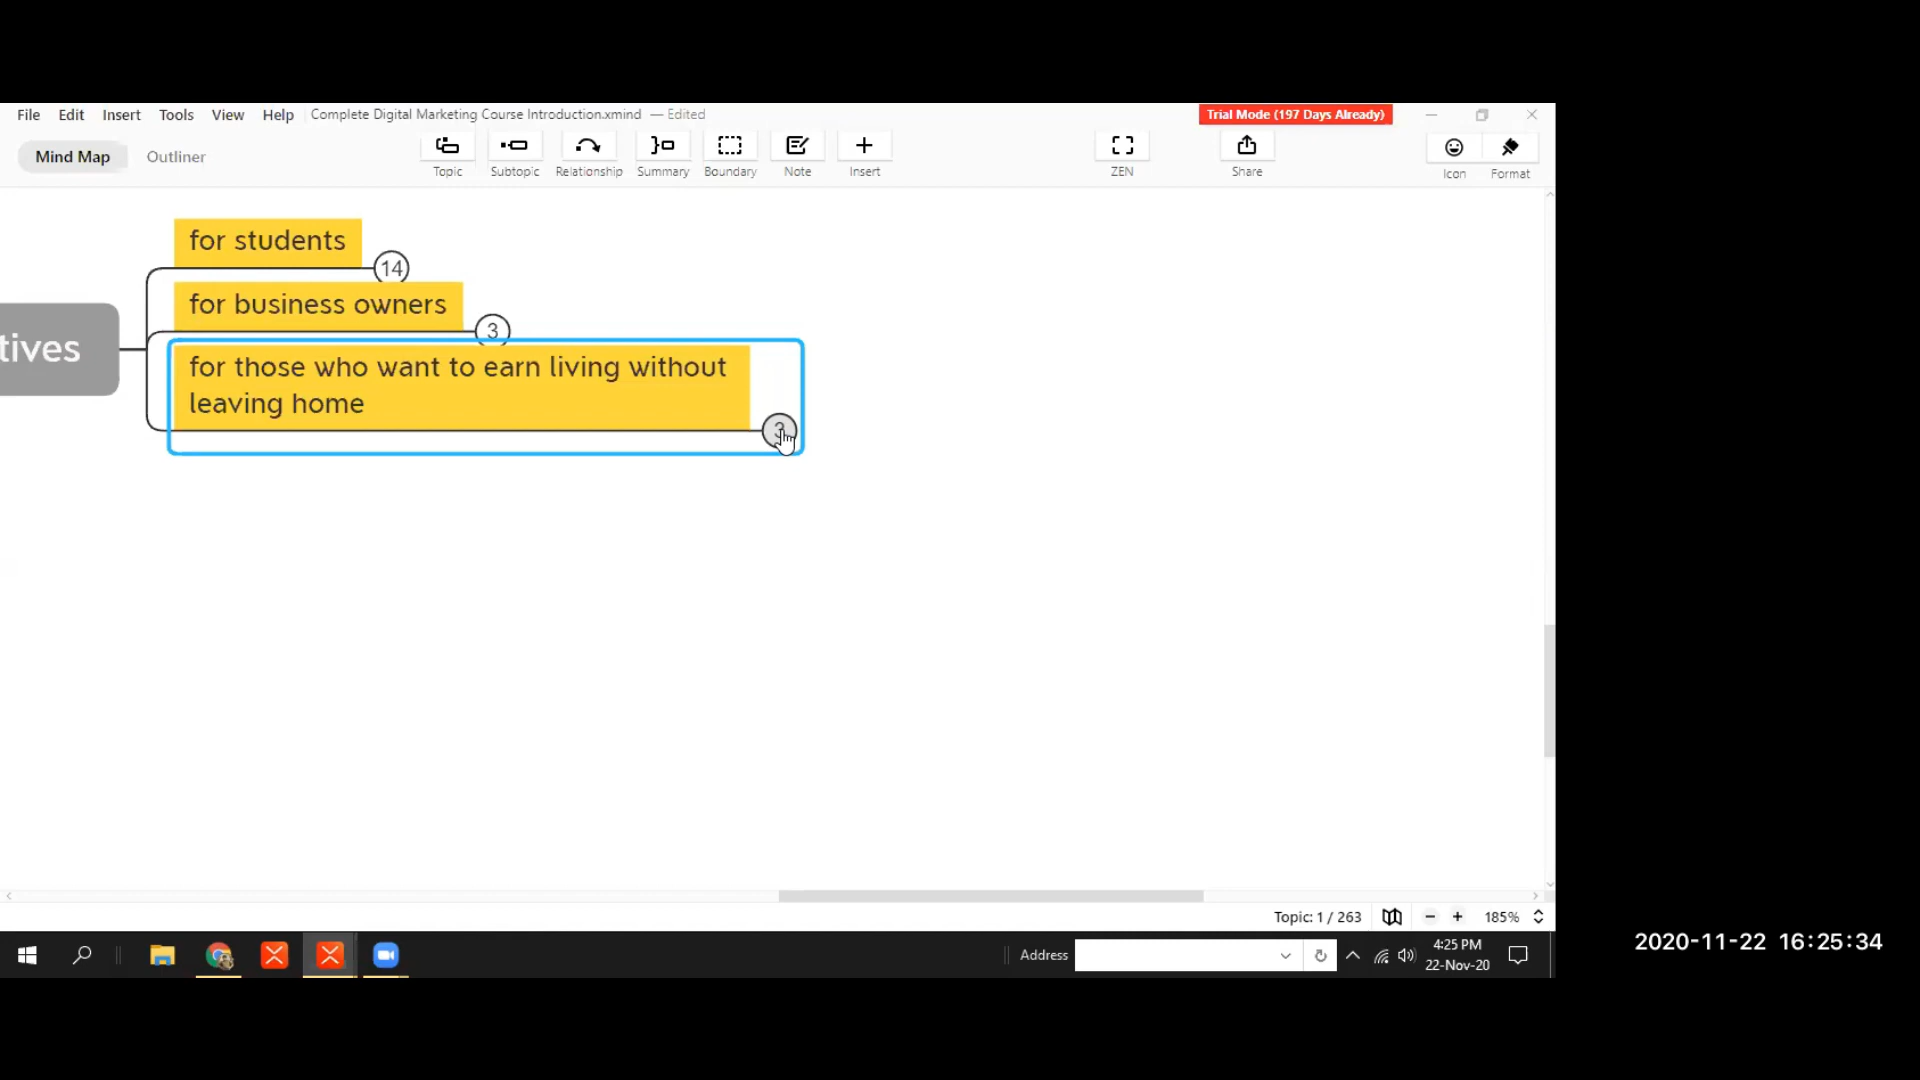 File Edit Insert Tools View Help Complete Digital Marketing Course Introduction.xmind — Edited Trial Mode (197 Days Already)
Mind Map Outliner
Topic Subtopic Relationship Summary Boundary Note Insert ZEN Share Icon Format
for students
14
for business owners
3
tives
for those who want to earn living without
leaving home
3
Topic: 1 / 263 185%
Address
4:25 PM
22-Nov-20
2020-11-22 16:25:34